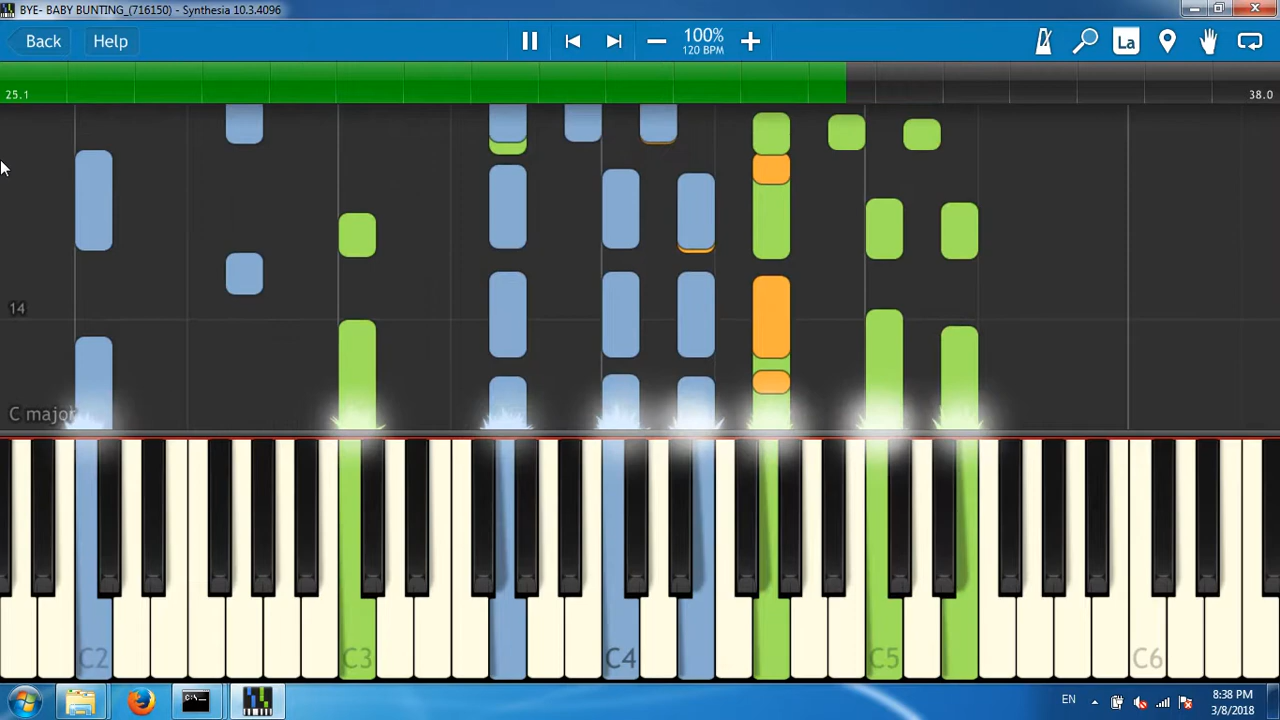 BYE- BABY BUNTING_(716150) - Synthesia 10.3.4096
Back Help
100%
120 BPM
La
25.1
38.0
14
C major
C2 C3 C4 C5 C6
EN
8:38 PM
3/8/2018